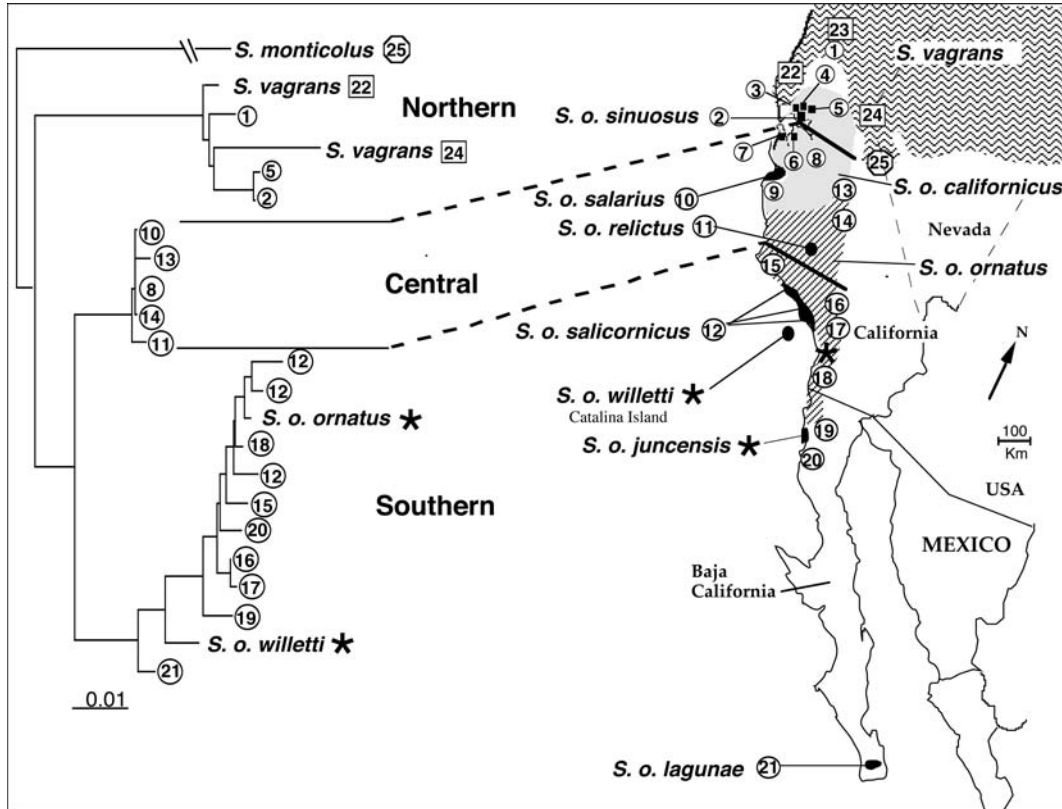 S. monticolus 25
S. vagrans 22
Northern
1
S. vagrans 24
5
2
10
13
8
Central
14
11
12
12
S. o. ornatus *
18
12
15
Southern
20
16
17
19
S. o. willetti *
21
0.01
23
1
S. vagrans
22
4
3
5
S. o. sinuosus 2
24
7
6
8
25
S. o. salarius 10
9
13
S. o. californicus
14
S. o. relictus 11
Nevada
15
S. o. ornatus
16
S. o. salicornicus 12
17
California
N
*
18
S. o. willetti *
Catalina Island
100
Km
S. o. juncensis *
19
20
USA
MEXICO
Baja
California
S. o. lagunae 21